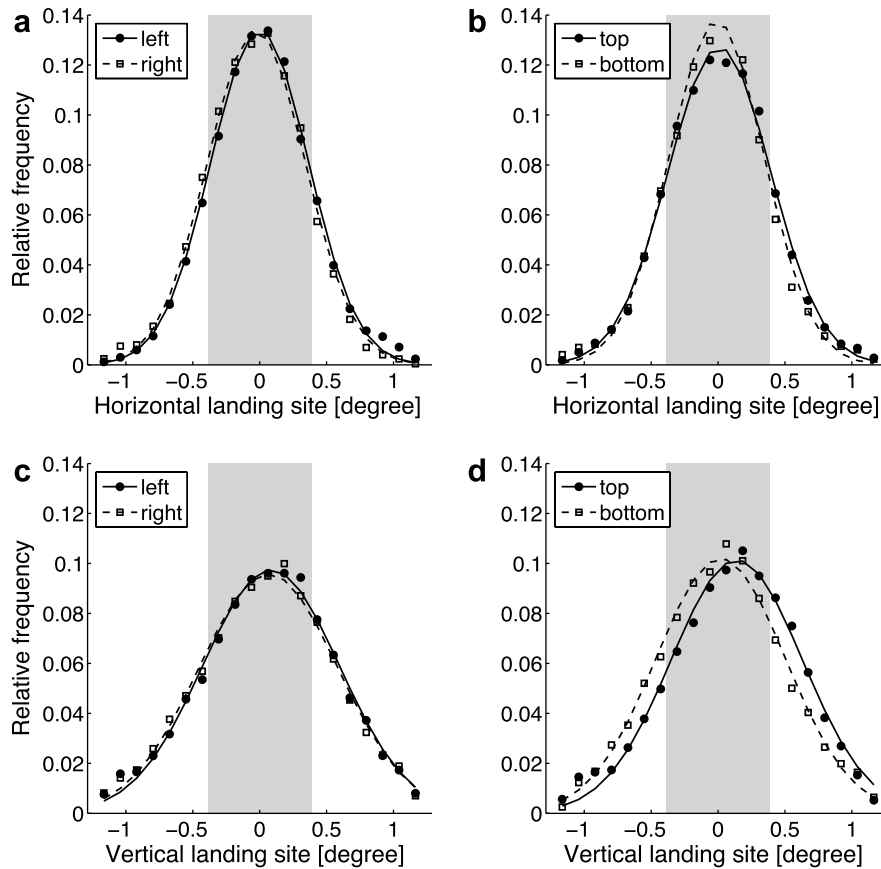 a
left
right
Relative frequency
0.14
0.12
0.1
0.08
0.06
0.04
0.02
0
−1 −0.5 0 0.5 1
Horizontal landing site [degree]
b
top
bottom
0.14
0.12
0.1
0.08
0.06
0.04
0.02
0
−1 −0.5 0 0.5 1
Horizontal landing site [degree]
c
left
right
Relative frequency
0.14
0.12
0.1
0.08
0.06
0.04
0.02
0
−1 −0.5 0 0.5 1
Vertical landing site [degree]
d
top
bottom
0.14
0.12
0.1
0.08
0.06
0.04
0.02
0
−1 −0.5 0 0.5 1
Vertical landing site [degree]